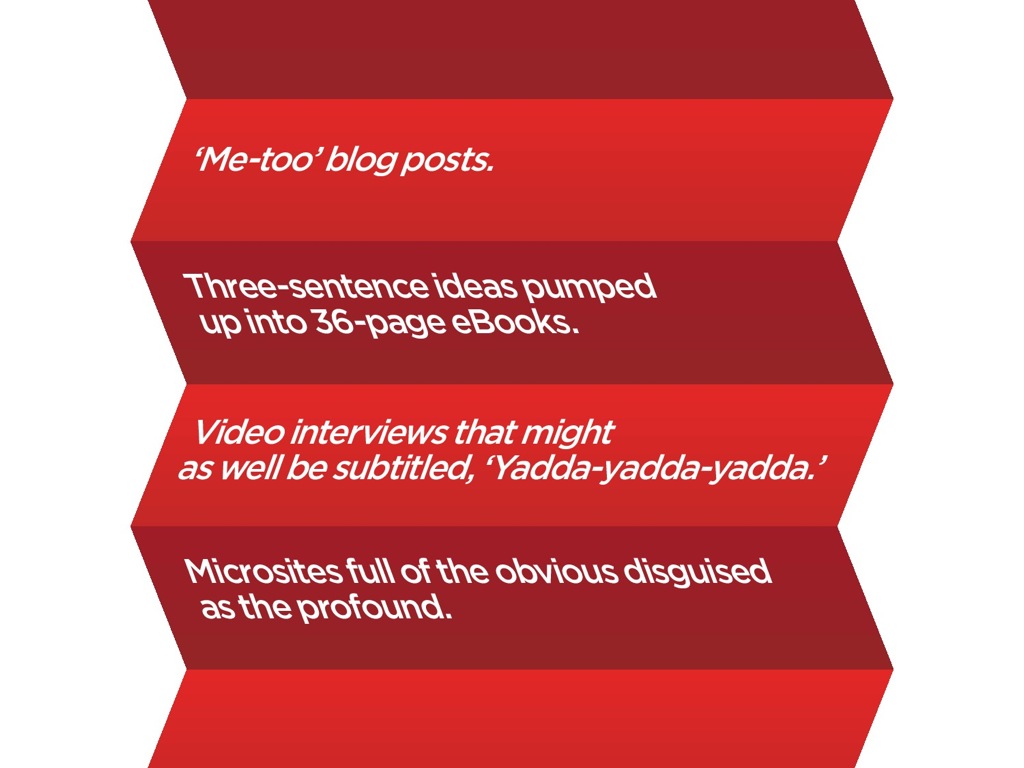 ‘Me-too’ blog posts.
Three-sentence ideas pumped
up into 36-page eBooks.
Video interviews that might
as well be subtitled, ‘Yadda-yadda-yadda.’
Microsites full of the obvious disguised
as the profound.